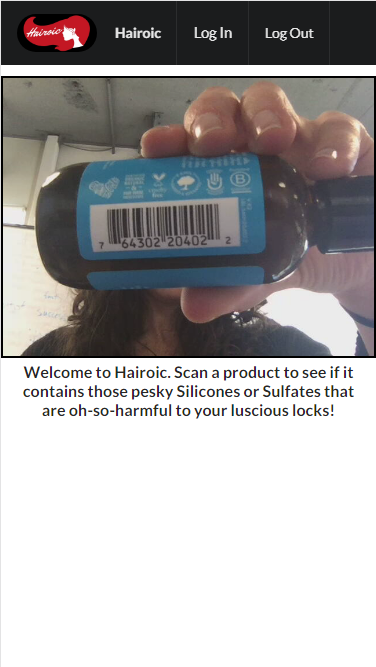 Hairoic
Hairoic
Log In
Log Out
7 64302 20402 2
Welcome to Hairoic. Scan a product to see if it
contains those pesky Silicones or Sulfates that
are oh-so-harmful to your luscious locks!